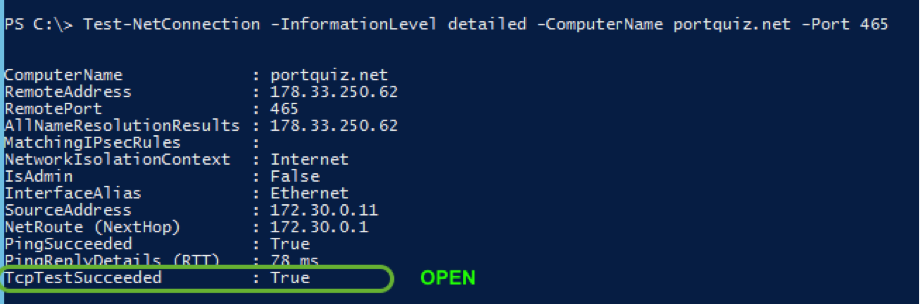 PS C:\> Test-NetConnection -InformationLevel detailed -ComputerName portquiz.net -Port 465
ComputerName : portquiz.net
RemoteAddress : 178.33.250.62
RemotePort : 465
AllNameResolutionResults : 178.33.250.62
MatchingIPsecRules :
NetworkIsolationContext : Internet
IsAdmin : False
InterfaceAlias : Ethernet
SourceAddress : 172.30.0.11
NetRoute (NextHop) : 172.30.0.1
PingSucceeded : True
PingReplyDetails (RTT) : 78 ms
TcpTestSucceeded : True OPEN